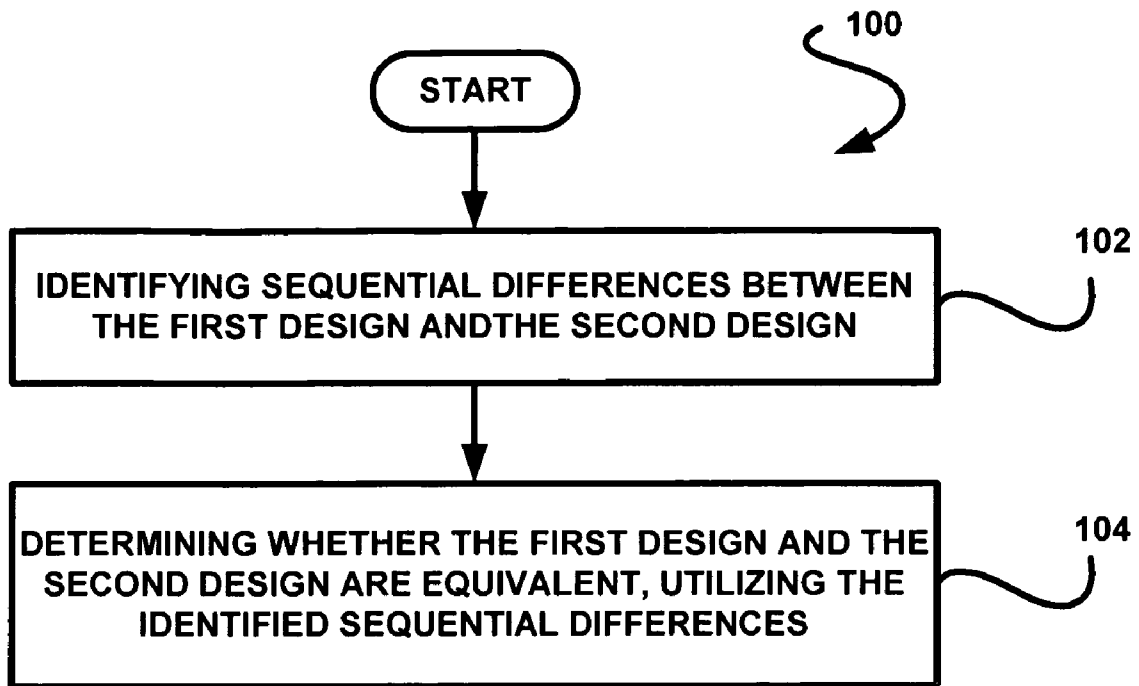 100
START
102
IDENTIFYING SEQUENTIAL DIFFERENCES BETWEEN
THE FIRST DESIGN ANDTHE SECOND DESIGN
104
DETERMINING WHETHER THE FIRST DESIGN AND THE
SECOND DESIGN ARE EQUIVALENT, UTILIZING THE
IDENTIFIED SEQUENTIAL DIFFERENCES